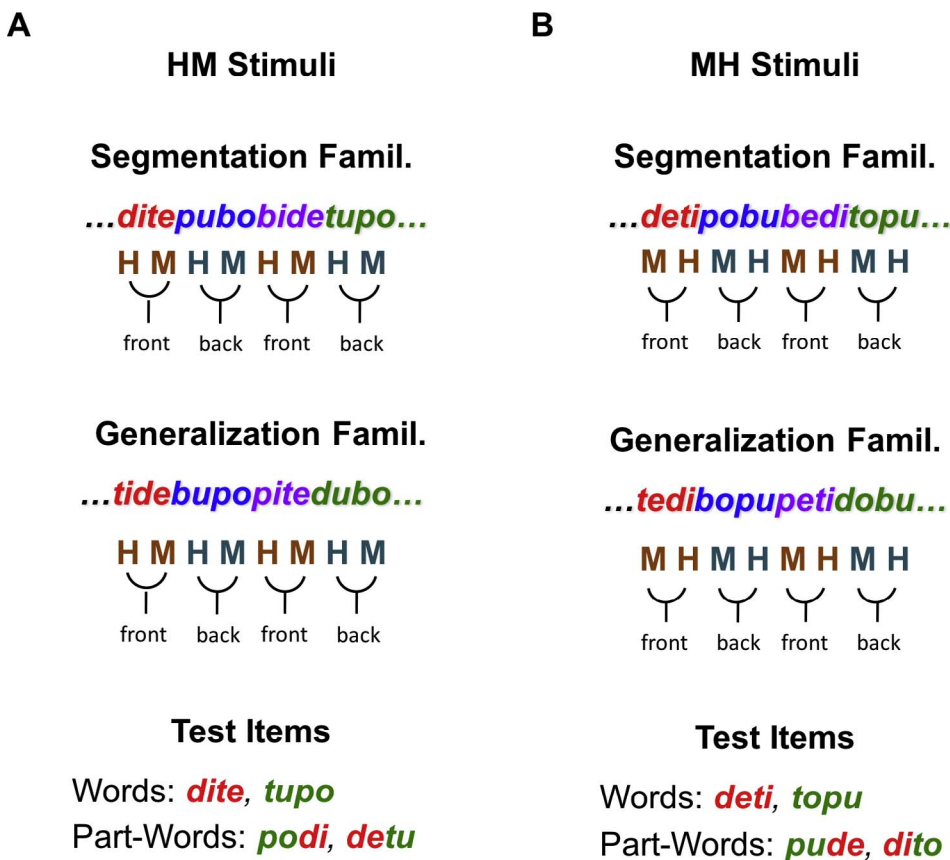 A
HM Stimuli
Segmentation Famil.
…ditepubobidetupo…
H M H M H M H M
front back front back
Generalization Famil.
…tidebupopitedubo…
H M H M H M H M
front back front back
Test Items
Words: dite, tupo
Part-Words: podi, detu
B
MH Stimuli
Segmentation Famil.
…detipobubeditopu…
M H M H M H M H
front back front back
Generalization Famil.
…tedibopupetidobu…
M H M H M H M H
front back front back
Test Items
Words: deti, topu
Part-Words: pude, dito